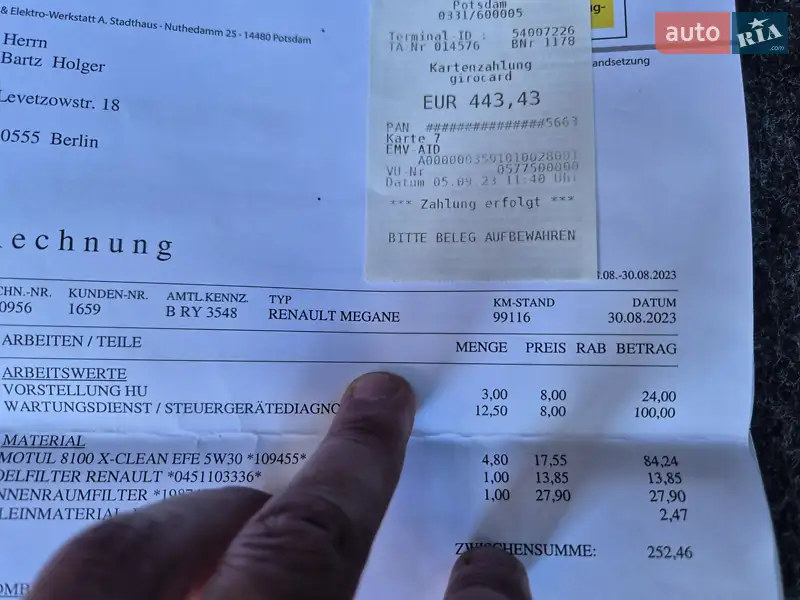 & Elektro-Werkstatt A. Stadthaus - Nuthedamm 25 - 14480 Potsdam
Herrn
Bartz Holger
Levetzowstr. 18
0555 Berlin
Potsdam
0331/600005
Terminal-ID : 54007226
TA Nr 014576 BNr 1178
Kartenzahlung
girocard
EUR 443,43
PAN ###############5663
Karte 7
EMV-AID
A0000003591010028001
VU-Nr 0577500000
Datum 05.09.23 11:40 Uhr
*** Zahlung erfolgt ***
BITTE BELEG AUFBEWAHREN
ng-
auto RIA .com
andsetzung
echnung
.08.-30.08.2023
CHN.-NR. KUNDEN-NR. AMTL.KENNZ. TYP KM-STAND DATUM
0956 1659 B RY 3548 RENAULT MEGANE 99116 30.08.2023
ARBEITEN / TEILE MENGE PREIS RAB BETRAG
ARBEITSWERTE
VORSTELLUNG HU 3,00 8,00 24,00
WARTUNGSDIENST / STEUERGERÄTEDIAGNO 12,50 8,00 100,00
MATERIAL
MOTUL 8100 X-CLEAN EFE 5W30 *109455* 4,80 17,55 84,24
OELFILTER RENAULT *0451103336* 1,00 13,85 13,85
NNENRAUMFILTER *1987 1,00 27,90 27,90
LEINMATERIAL 2,47
ZWISCHENSUMME: 252,46
OMB